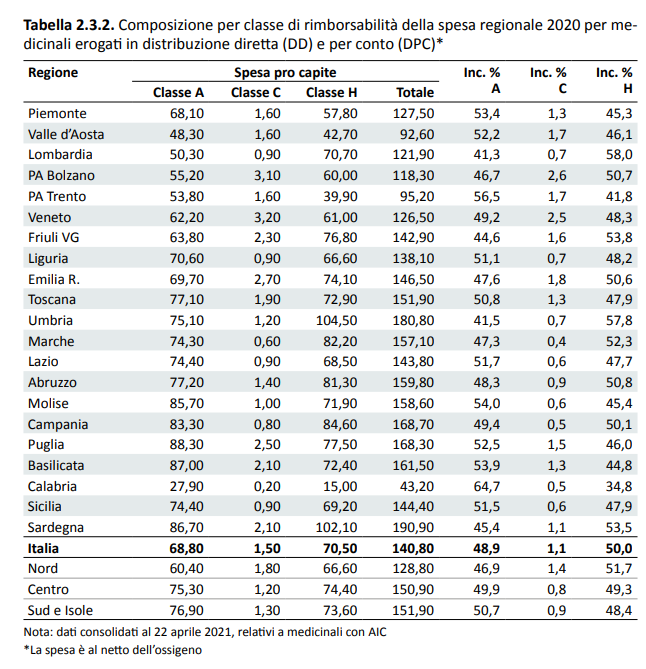 Tabella 2.3.2. Composizione per classe di rimborsabilità della spesa regionale 2020 per me-
dicinali erogati in distribuzione diretta (DD) e per conto (DPC)*
Regione Spesa pro capite Inc. % A Inc. % C Inc. % H
Classe A Classe C Classe H Totale
Piemonte 68,10 1,60 57,80 127,50 53,4 1,3 45,3
Valle d’Aosta 48,30 1,60 42,70 92,60 52,2 1,7 46,1
Lombardia 50,30 0,90 70,70 121,90 41,3 0,7 58,0
PA Bolzano 55,20 3,10 60,00 118,30 46,7 2,6 50,7
PA Trento 53,80 1,60 39,90 95,20 56,5 1,7 41,8
Veneto 62,20 3,20 61,00 126,50 49,2 2,5 48,3
Friuli VG 63,80 2,30 76,80 142,90 44,6 1,6 53,8
Liguria 70,60 0,90 66,60 138,10 51,1 0,7 48,2
Emilia R. 69,70 2,70 74,10 146,50 47,6 1,8 50,6
Toscana 77,10 1,90 72,90 151,90 50,8 1,3 47,9
Umbria 75,10 1,20 104,50 180,80 41,5 0,7 57,8
Marche 74,30 0,60 82,20 157,10 47,3 0,4 52,3
Lazio 74,40 0,90 68,50 143,80 51,7 0,6 47,7
Abruzzo 77,20 1,40 81,30 159,80 48,3 0,9 50,8
Molise 85,70 1,00 71,90 158,60 54,0 0,6 45,4
Campania 83,30 0,80 84,60 168,70 49,4 0,5 50,1
Puglia 88,30 2,50 77,50 168,30 52,5 1,5 46,0
Basilicata 87,00 2,10 72,40 161,50 53,9 1,3 44,8
Calabria 27,90 0,20 15,00 43,20 64,7 0,5 34,8
Sicilia 74,40 0,90 69,20 144,40 51,5 0,6 47,9
Sardegna 86,70 2,10 102,10 190,90 45,4 1,1 53,5
Italia 68,80 1,50 70,50 140,80 48,9 1,1 50,0
Nord 60,40 1,80 66,60 128,80 46,9 1,4 51,7
Centro 75,30 1,20 74,40 150,90 49,9 0,8 49,3
Sud e Isole 76,90 1,30 73,60 151,90 50,7 0,9 48,4
Nota: dati consolidati al 22 aprile 2021, relativi a medicinali con AIC
*La spesa è al netto dell’ossigeno